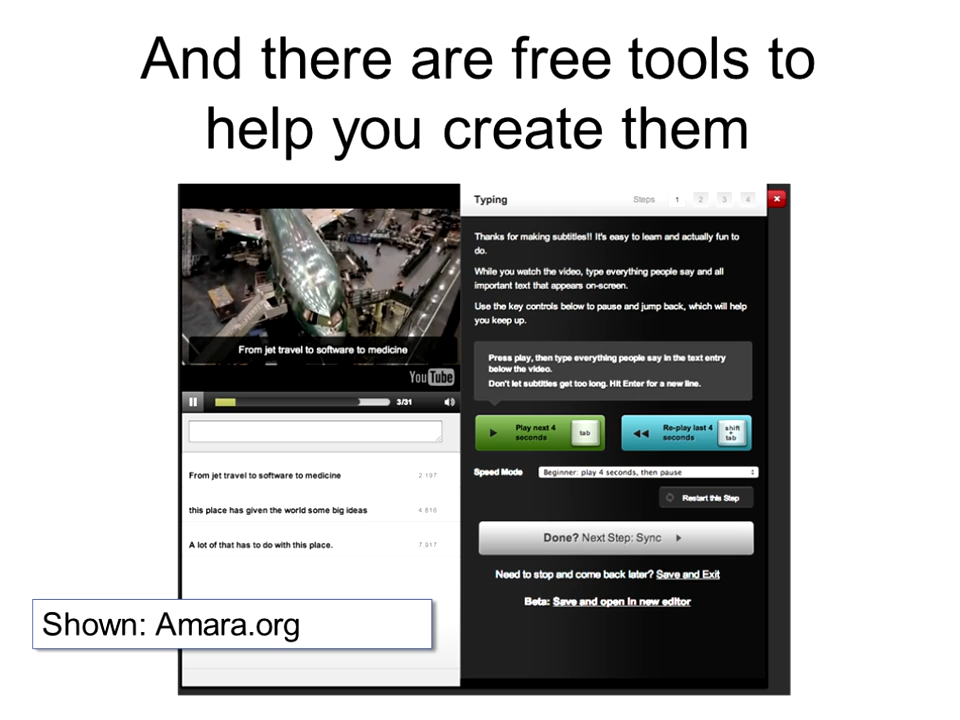 And there are free tools to
help you create them
From jet travel to software to medicine
YouTube
3/31
From jet travel to software to medicine 2 197
this place has given the world some big ideas 4 616
A lot of that has to do with this place. 7 917
Typing Steps 1 2 3 4
Thanks for making subtitles!! It's easy to learn and actually fun to
do.
While you watch the video, type everything people say and all
important text that appears on-screen.
Use the key controls below to pause and jump back, which will help
you keep up.
Press play, then type everything people say in the text entry
below the video.
Don't let subtitles get too long. Hit Enter for a new line.
Play next 4
seconds
tab
Re-play last 4
seconds
shift
+
tab
Speed Mode Beginner: play 4 seconds, then pause
Restart this Step
Done? Next Step: Sync
Need to stop and come back later? Save and Exit
Beta: Save and open in new editor
Shown: Amara.org